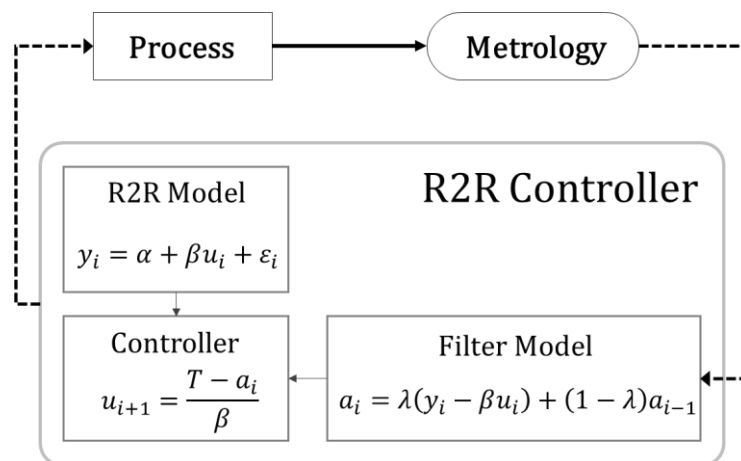 Process
Metrology
R2R Controller
R2R Model
yᵢ = α + βuᵢ + εᵢ
Controller
uᵢ₊₁ = (T − aᵢ)/β
Filter Model
aᵢ = λ(yᵢ − βuᵢ) + (1 − λ)aᵢ₋₁